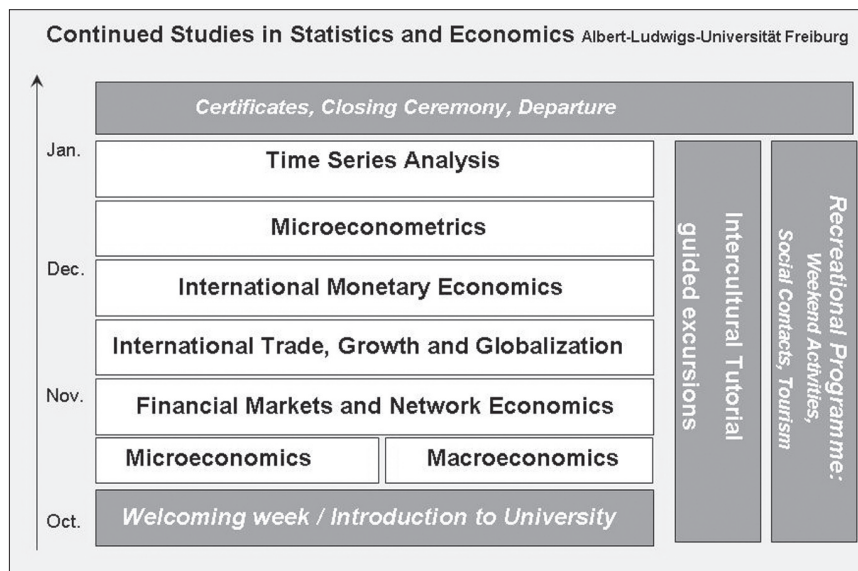 Continued Studies in Statistics and Economics Albert-Ludwigs-Universität Freiburg
Certificates, Closing Ceremony, Departure
Jan.
Time Series Analysis
Microeconometrics
Dec.
International Monetary Economics
International Trade, Growth and Globalization
Nov.
Financial Markets and Network Economics
Microeconomics
Macroeconomics
Oct.
Welcoming week / Introduction to University
Intercultural Tutorial
guided excursions
Recreational Programme:
Weekend Activities,
Social Contacts, Tourism